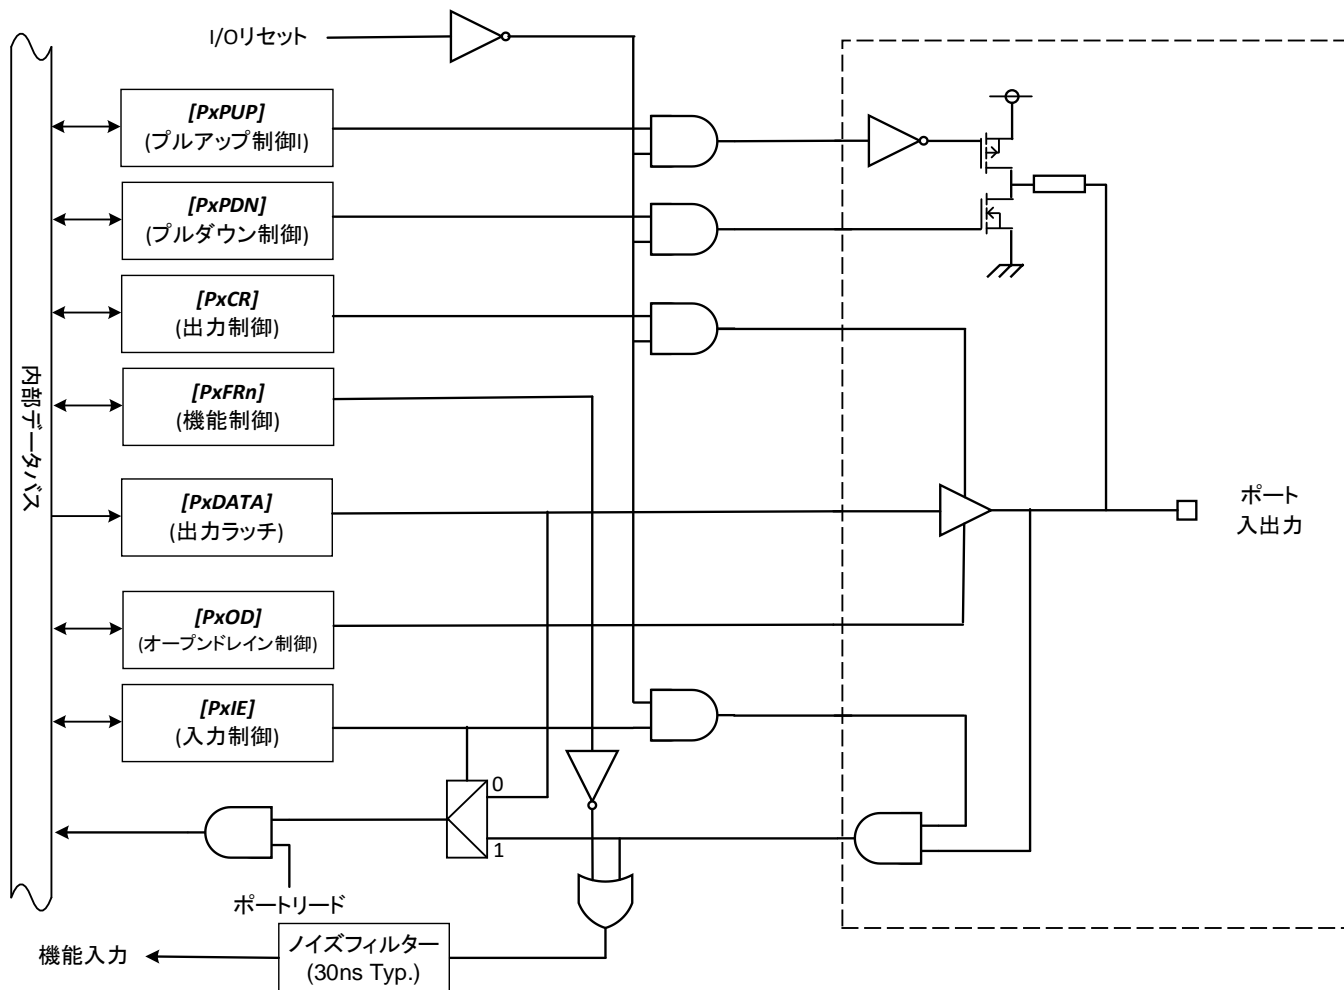 I/Oリセット
[PxPUP]
(プルアップ制御I)
[PxPDN]
(プルダウン制御)
[PxCR]
(出力制御)
[PxFRn]
(機能制御)
内部データバス
[PxDATA]
(出力ラッチ)
ポート
入出力
[PxOD]
(オープンドレイン制御)
[PxIE]
(入力制御)
0
1
ポートリード
機能入力
ノイズフィルター
(30ns Typ.)